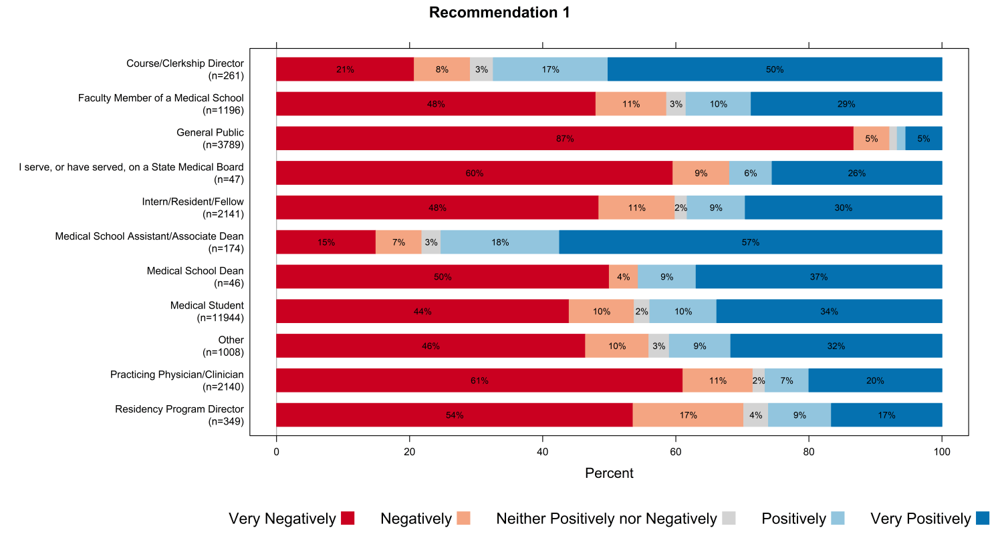 Recommendation 1
Course/Clerkship Director
(n=261)
21% 8% 3% 17% 50%
Faculty Member of a Medical School
(n=1196)
48% 11% 3% 10% 29%
General Public
(n=3789)
87% 5% 5%
I serve, or have served, on a State Medical Board
(n=47)
60% 9% 6% 26%
Intern/Resident/Fellow
(n=2141)
48% 11% 2% 9% 30%
Medical School Assistant/Associate Dean
(n=174)
15% 7% 3% 18% 57%
Medical School Dean
(n=46)
50% 4% 9% 37%
Medical Student
(n=11944)
44% 10% 2% 10% 34%
Other
(n=1008)
46% 10% 3% 9% 32%
Practicing Physician/Clinician
(n=2140)
61% 11% 2% 7% 20%
Residency Program Director
(n=349)
54% 17% 4% 9% 17%
0 20 40 60 80 100
Percent
Very Negatively Negatively Neither Positively nor Negatively Positively Very Positively